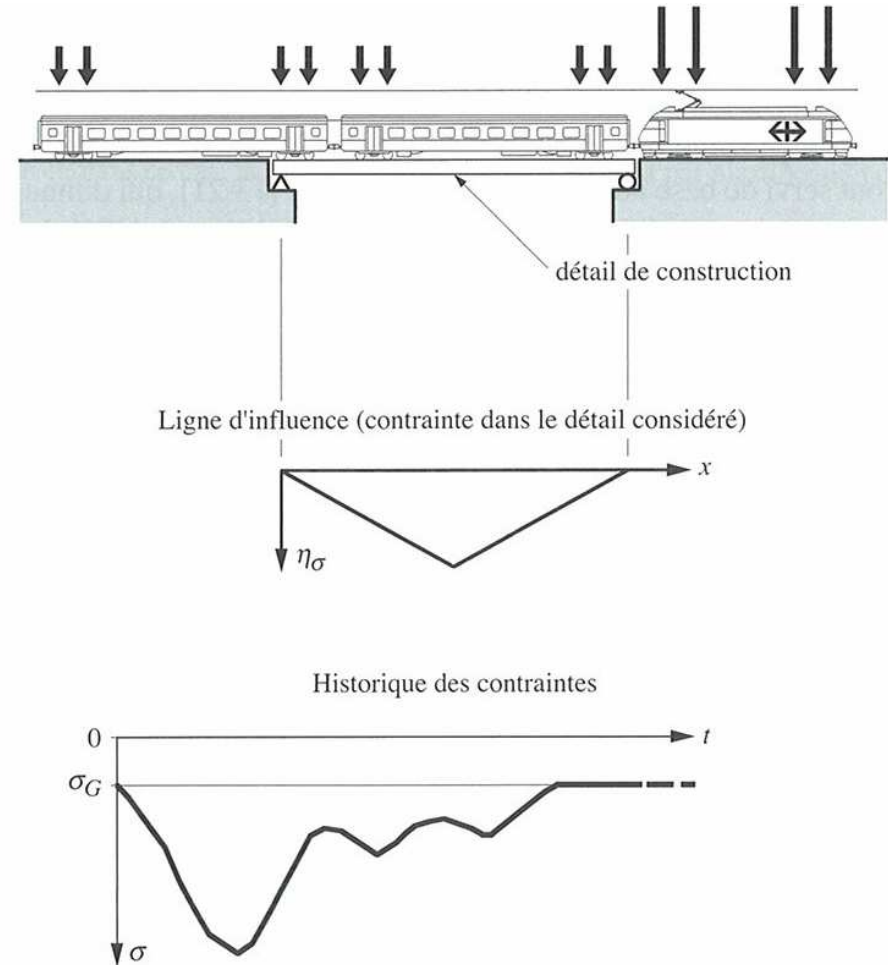 détail de construction
Ligne d'influence (contrainte dans le détail considéré)
x
ησ
Historique des contraintes
0
t
σG
σ